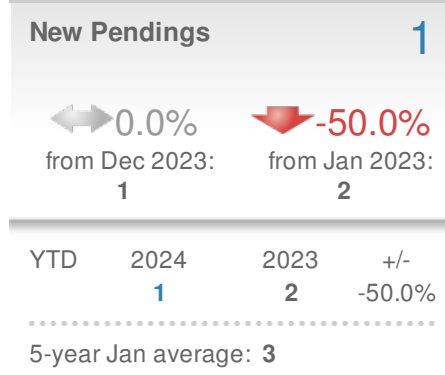 New Pendings 1
0.0% -50.0%
from Dec 2023: from Jan 2023:
1 2
YTD 2024 2023 +/-
1 2 -50.0%
5-year Jan average: 3